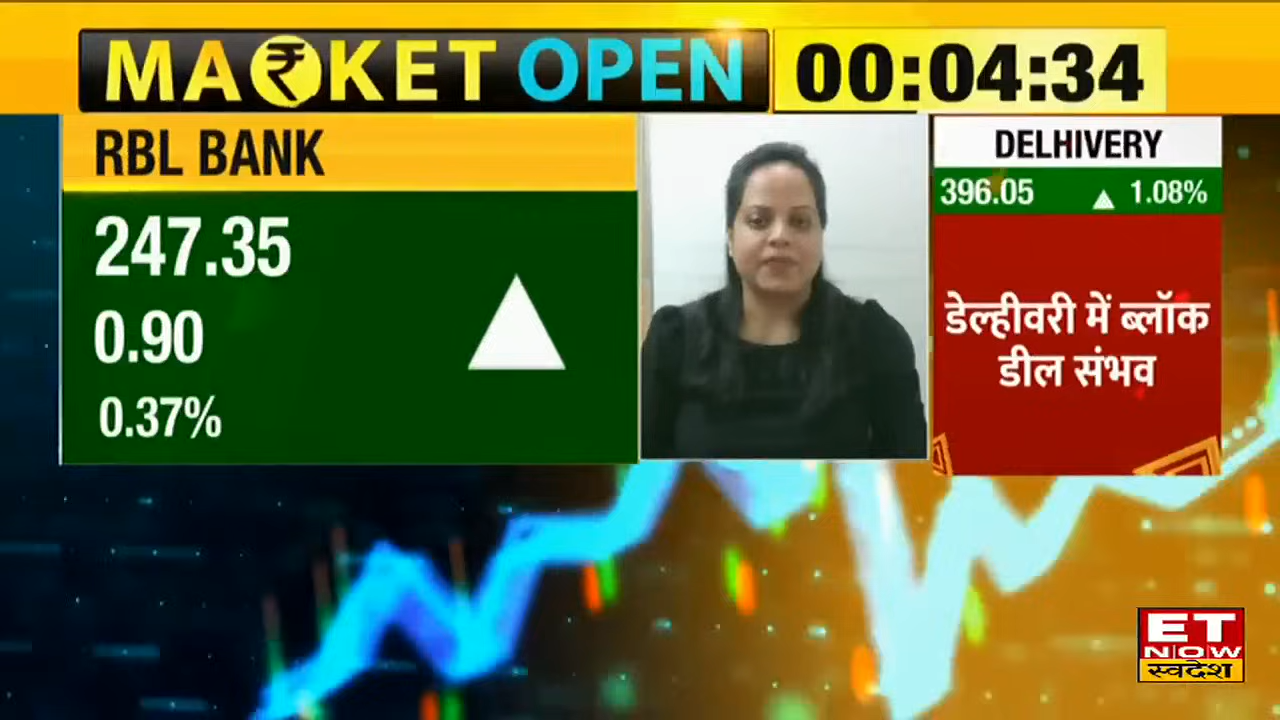 MA₹KET OPEN
00:04:34
RBL BANK
247.35
0.90
0.37%
DELHIVERY
396.05 ▲ 1.08%
डेल्हीवरी में ब्लॉक
डील संभव
ET
NOW
स्वदेश